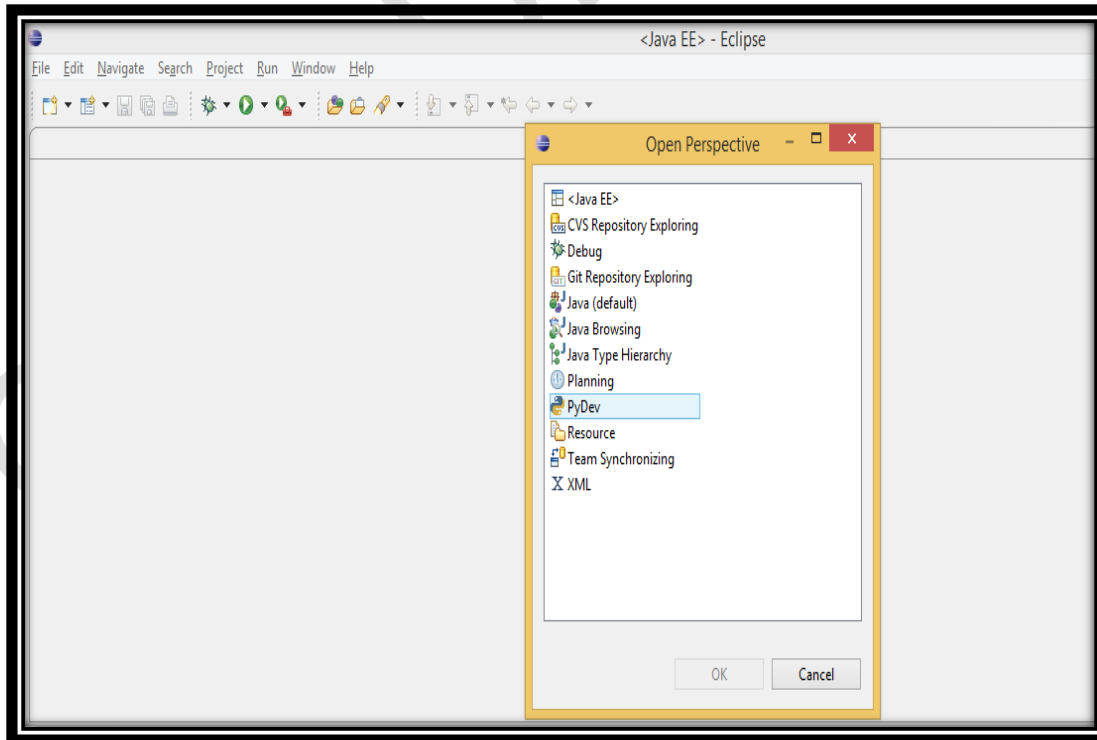 <Java EE> - Eclipse
File Edit Navigate Search Project Run Window Help
Open Perspective
<Java EE>
CVS Repository Exploring
Debug
Git Repository Exploring
Java (default)
Java Browsing
Java Type Hierarchy
Planning
PyDev
Resource
Team Synchronizing
X XML
OK Cancel